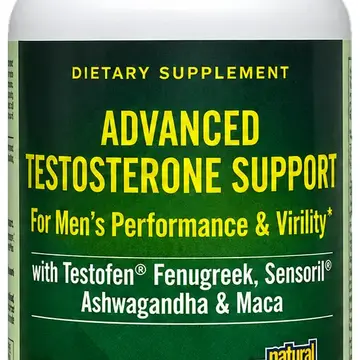 DIETARY SUPPLEMENT
ADVANCED
TESTOSTERONE SUPPORT
For Men's Performance & Virility*
with Testofen® Fenugreek, Sensoril®
Ashwagandha & Maca
natural